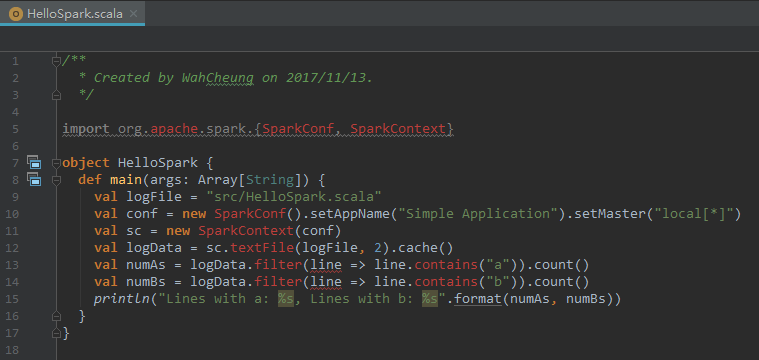 HelloSpark.scala
1 /**
2  * Created by WahCheung on 2017/11/13.
3  */
4
5 import org.apache.spark.{SparkConf, SparkContext}
6
7 object HelloSpark {
8   def main(args: Array[String]) {
9     val logFile = "src/HelloSpark.scala"
10     val conf = new SparkConf().setAppName("Simple Application").setMaster("local[*]")
11     val sc = new SparkContext(conf)
12     val logData = sc.textFile(logFile, 2).cache()
13     val numAs = logData.filter(line => line.contains("a")).count()
14     val numBs = logData.filter(line => line.contains("b")).count()
15     println("Lines with a: %s, Lines with b: %s".format(numAs, numBs))
16   }
17 }
18